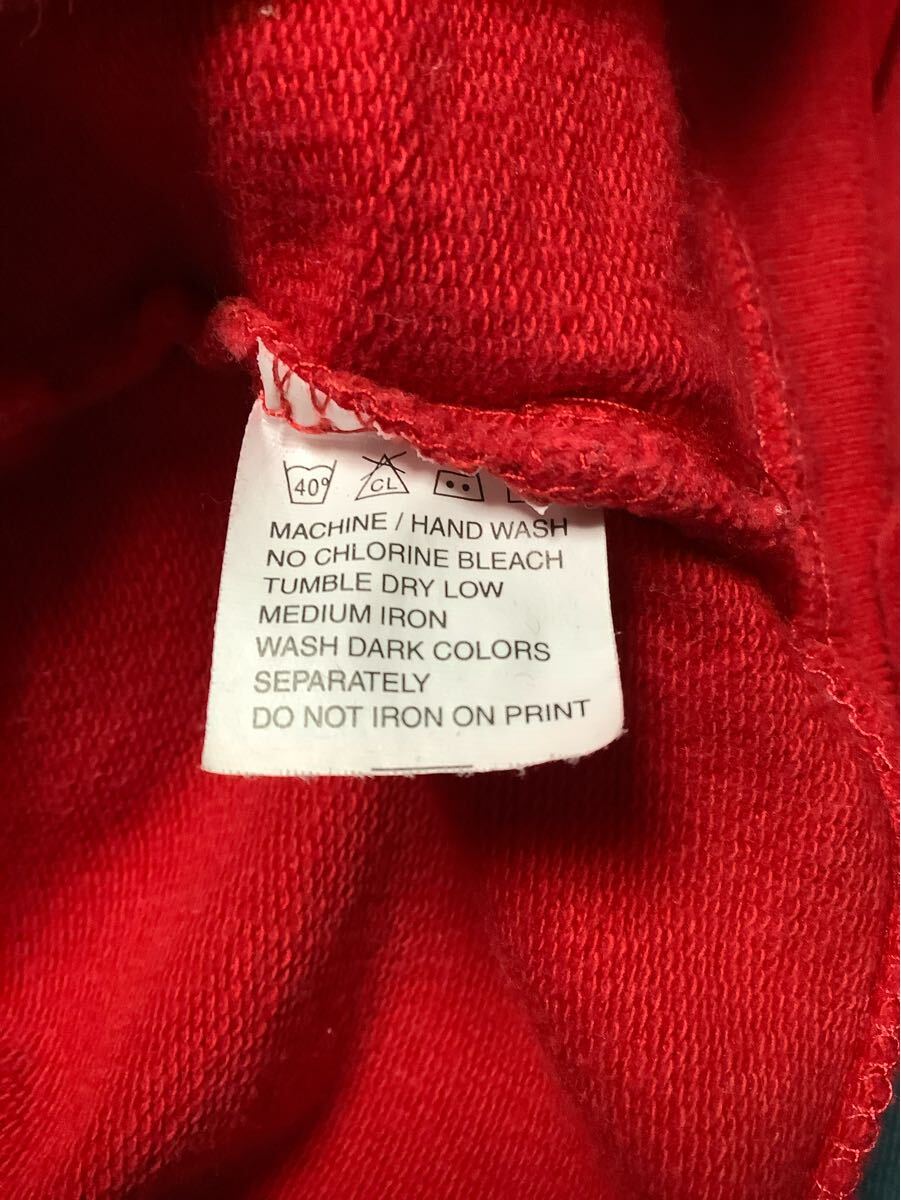 40º CL
MACHINE / HAND WASH
NO CHLORINE BLEACH
TUMBLE DRY LOW
MEDIUM IRON
WASH DARK COLORS
SEPARATELY
DO NOT IRON ON PRINT